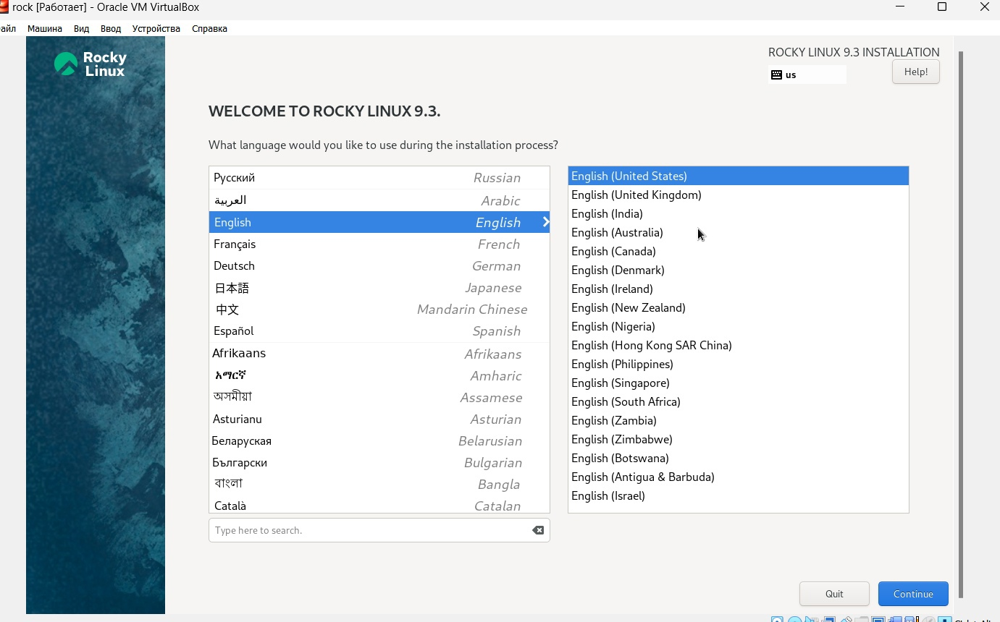 rock [Работает] - Oracle VM VirtualBox
айл Машина Вид Ввод Устройства Справка
Rocky
Linux
ROCKY LINUX 9.3 INSTALLATION
us
Help!
WELCOME TO ROCKY LINUX 9.3.
What language would you like to use during the installation process?
Русский Russian
العربية Arabic
English English
Français French
Deutsch German
日本語 Japanese
中文 Mandarin Chinese
Español Spanish
Afrikaans Afrikaans
አማርኛ Amharic
অসমীয়া Assamese
Asturianu Asturian
Беларуская Belarusian
Български Bulgarian
বাংলা Bangla
Català Catalan
Type here to search.
English (United States)
English (United Kingdom)
English (India)
English (Australia)
English (Canada)
English (Denmark)
English (Ireland)
English (New Zealand)
English (Nigeria)
English (Hong Kong SAR China)
English (Philippines)
English (Singapore)
English (South Africa)
English (Zambia)
English (Zimbabwe)
English (Botswana)
English (Antigua & Barbuda)
English (Israel)
Quit
Continue